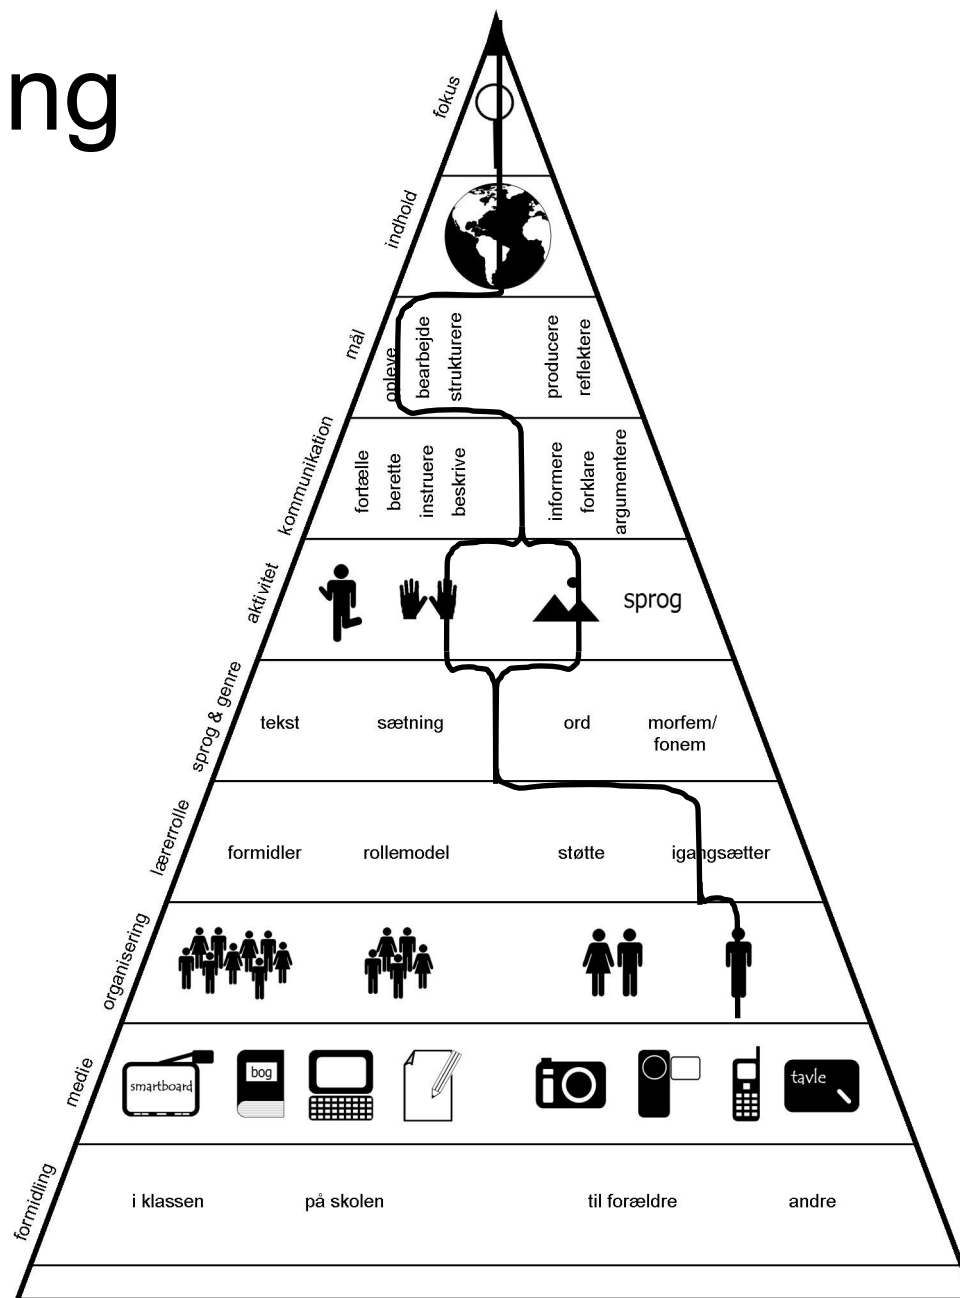 ng
fokus
indhold
mål
opleve
bearbejde
strukturere
producere
reflektere
kommunikation
fortælle
berette
instruere
beskrive
informere
forklare
argumentere
aktivitet
sprog
sprog & genre
tekst
sætning
ord
morfem/
fonem
lærerrolle
formidler
rollemodel
støtte
igangsætter
organisering
medie
smartboard
bog
tavle
formidling
i klassen
på skolen
til forældre
andre